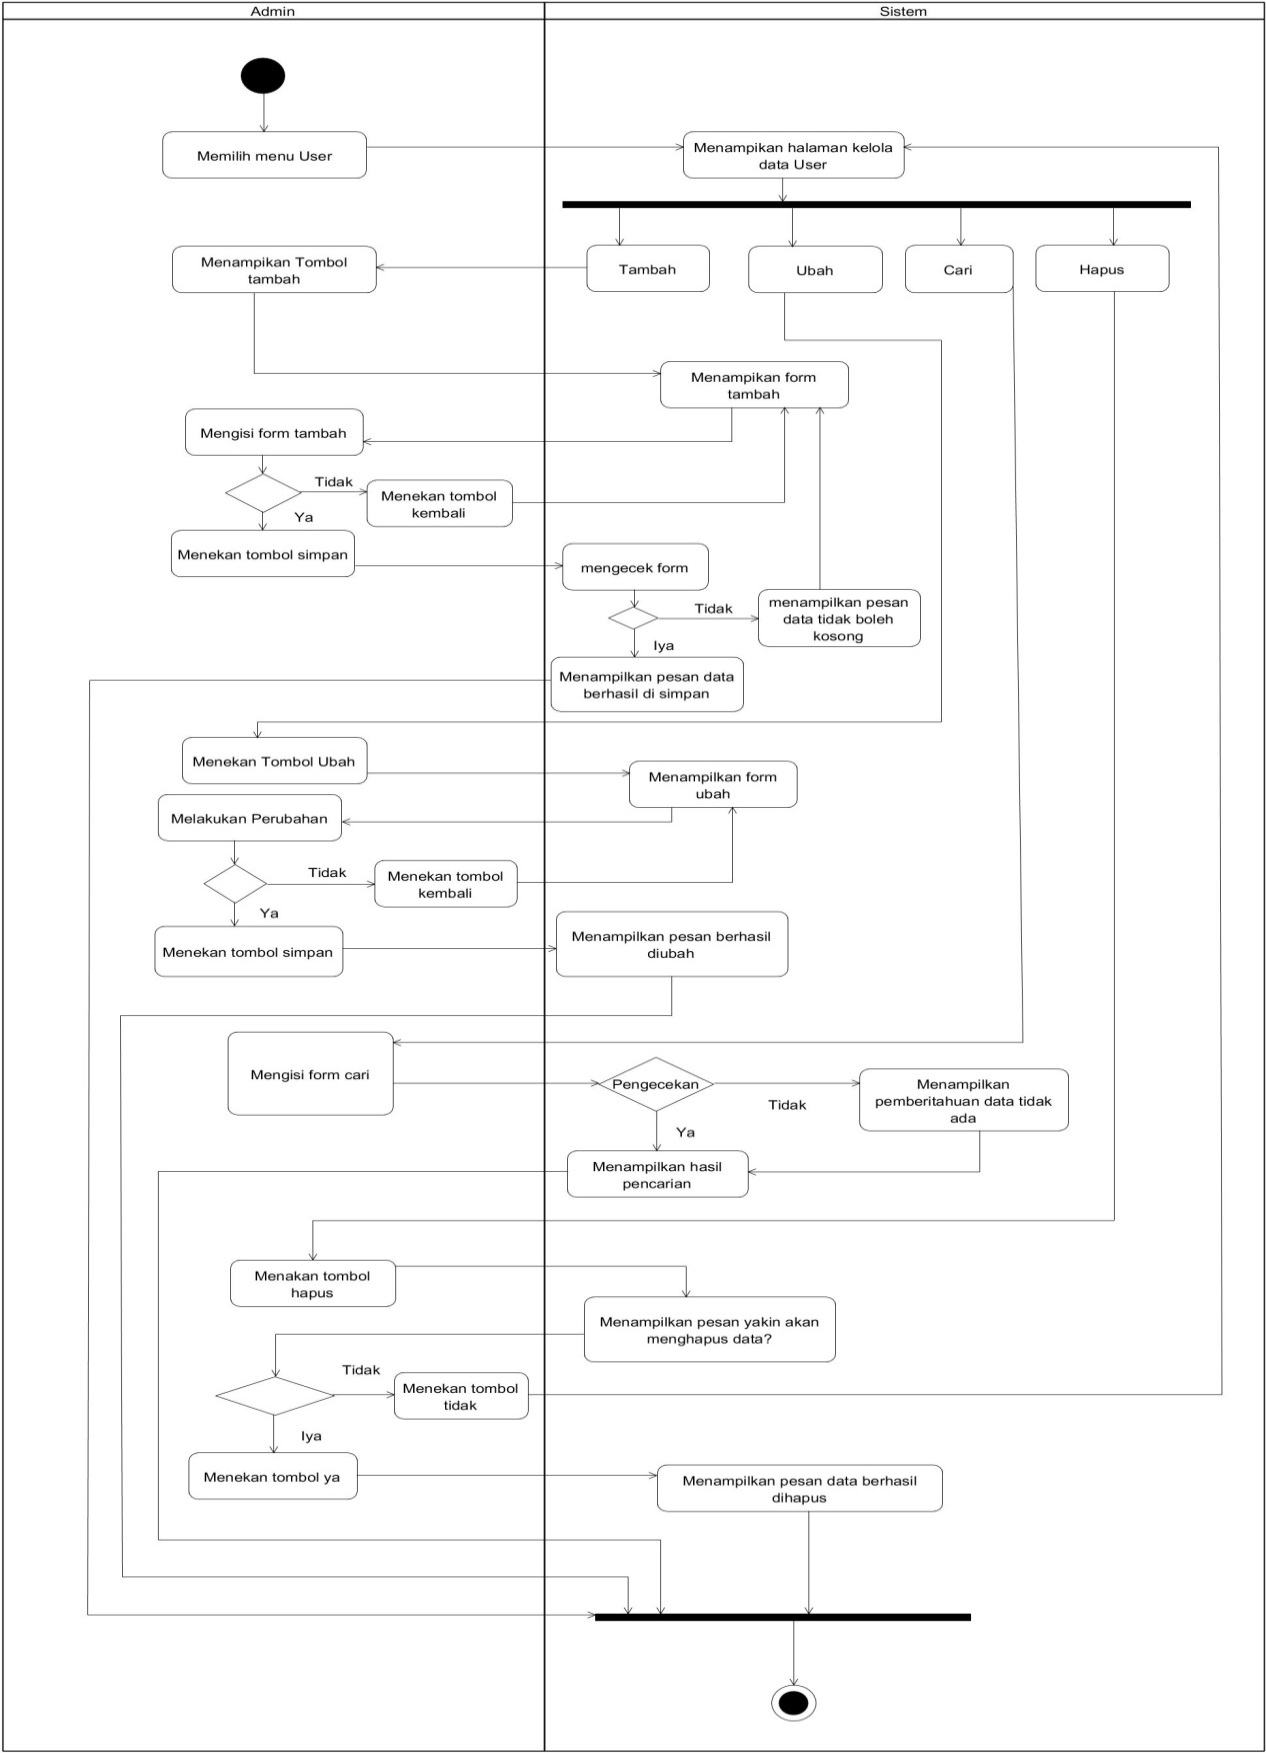 Admin
Sistem
Memilih menu User
Menampikan halaman kelola
data User
Menampikan Tombol
tambah
Tambah
Ubah
Cari
Hapus
Menampikan form
tambah
Mengisi form tambah
Tidak
Menekan tombol
kembali
Ya
Menekan tombol simpan
mengecek form
Tidak
menampilkan pesan
data tidak boleh
kosong
Iya
Menampilkan pesan data
berhasil di simpan
Menekan Tombol Ubah
Menampilkan form
ubah
Melakukan Perubahan
Tidak
Menekan tombol
kembali
Ya
Menekan tombol simpan
Menampilkan pesan berhasil
diubah
Mengisi form cari
Pengecekan
Tidak
Menampilkan
pemberitahuan data tidak
ada
Ya
Menampilkan hasil
pencarian
Menakan tombol
hapus
Menampilkan pesan yakin akan
menghapus data?
Tidak
Menekan tombol
tidak
Iya
Menekan tombol ya
Menampilkan pesan data berhasil
dihapus